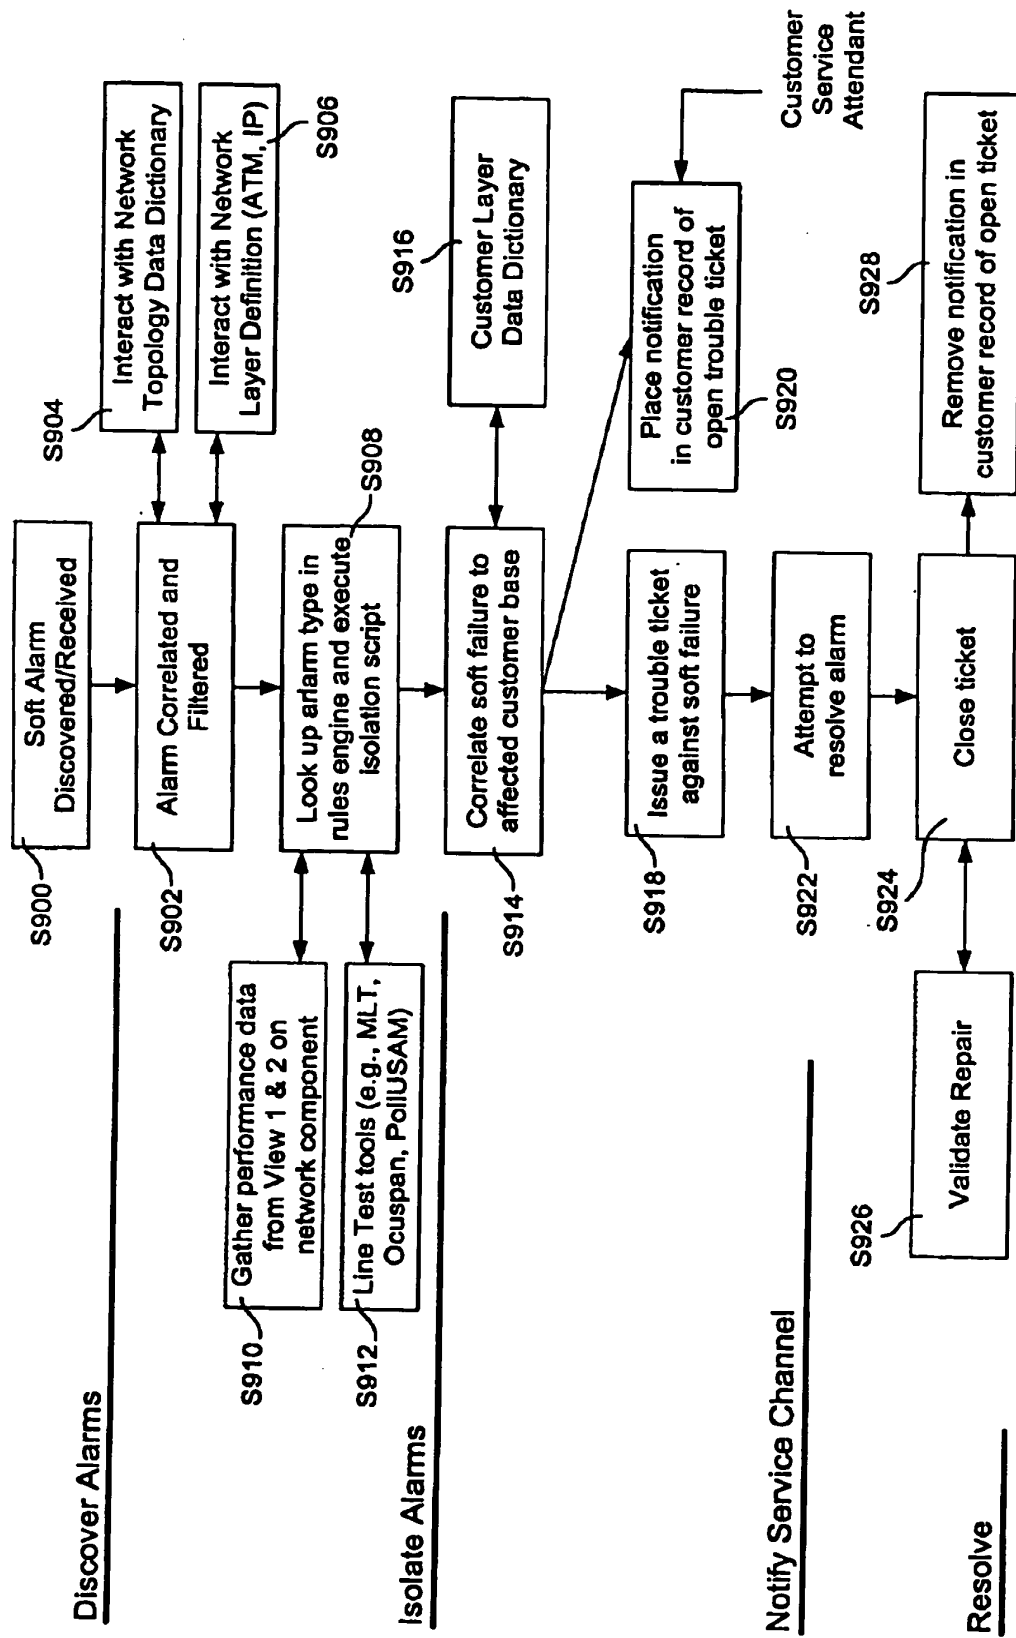 Discover Alarms
S900
Soft Alarm
Discovered/Received
S902
Alarm Correlated and
Filtered
S904
Interact with Network
Topology Data Dictionary
Interact with Network
Layer Definition (ATM, IP)
S906
Isolate Alarms
S910
Gather performance data
from View 1 & 2 on
network component
S912
Line Test tools (e.g., MLT,
Ocuspan, PollUSAM)
Look up arlarm type in
rules engine and execute
isolation script
S908
Notify Service Channel
S914
Correlate soft failure to
affected customer base
S916
Customer Layer
Data Dictionary
S918
Issue a trouble ticket
against soft failure
Place notification
in customer record of
open trouble ticket
S920
Customer
Service
Attendant
S922
Attempt to
resolve alarm
Resolve
S926
Validate Repair
S924
Close ticket
S928
Remove notification in
customer record of open ticket